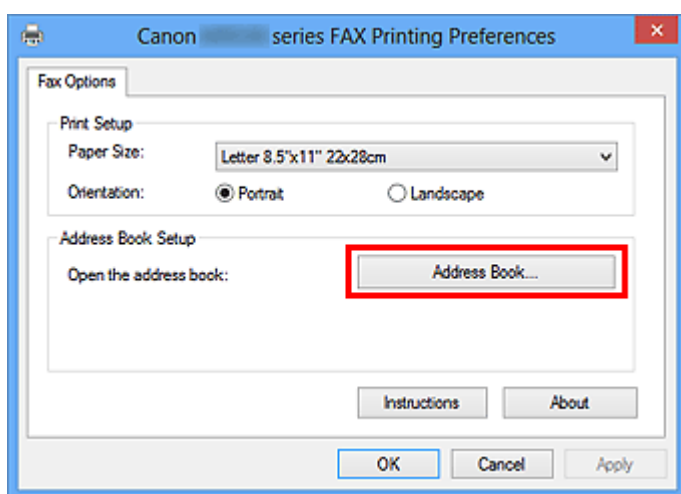 Canon series FAX Printing Preferences
Fax Options
Print Setup
Paper Size: Letter 8.5"x11" 22x28cm
Orientation: Portrait Landscape
Address Book Setup
Open the address book: Address Book...
Instructions About
OK Cancel Apply